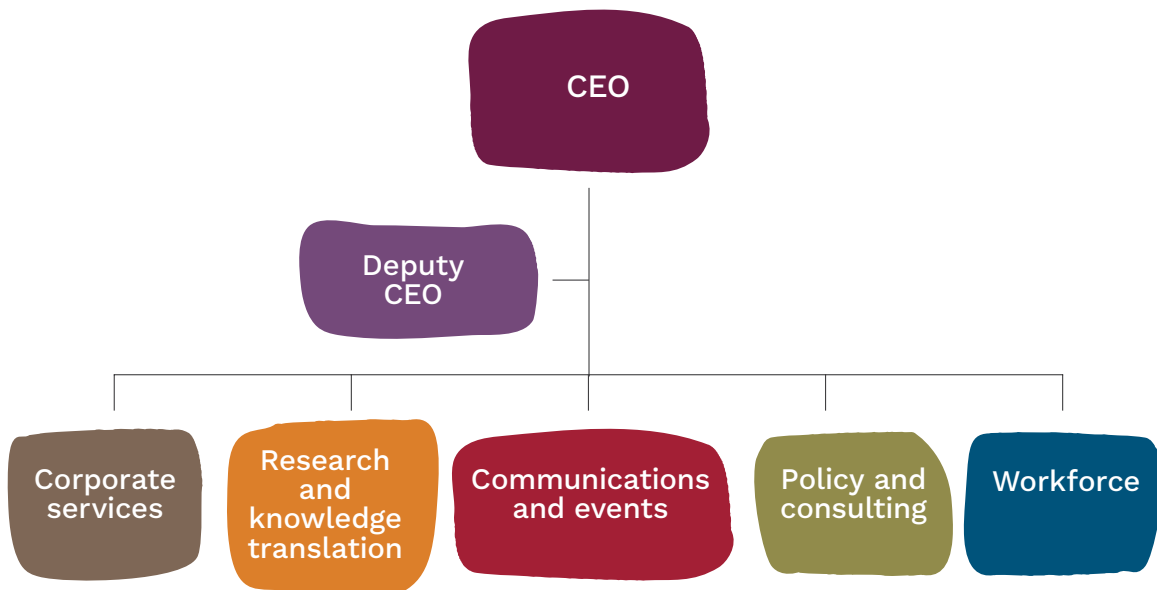 CEO
Deputy
CEO
Corporate
services
Research
and
knowledge
translation
Communications
and events
Policy and
consulting
Workforce